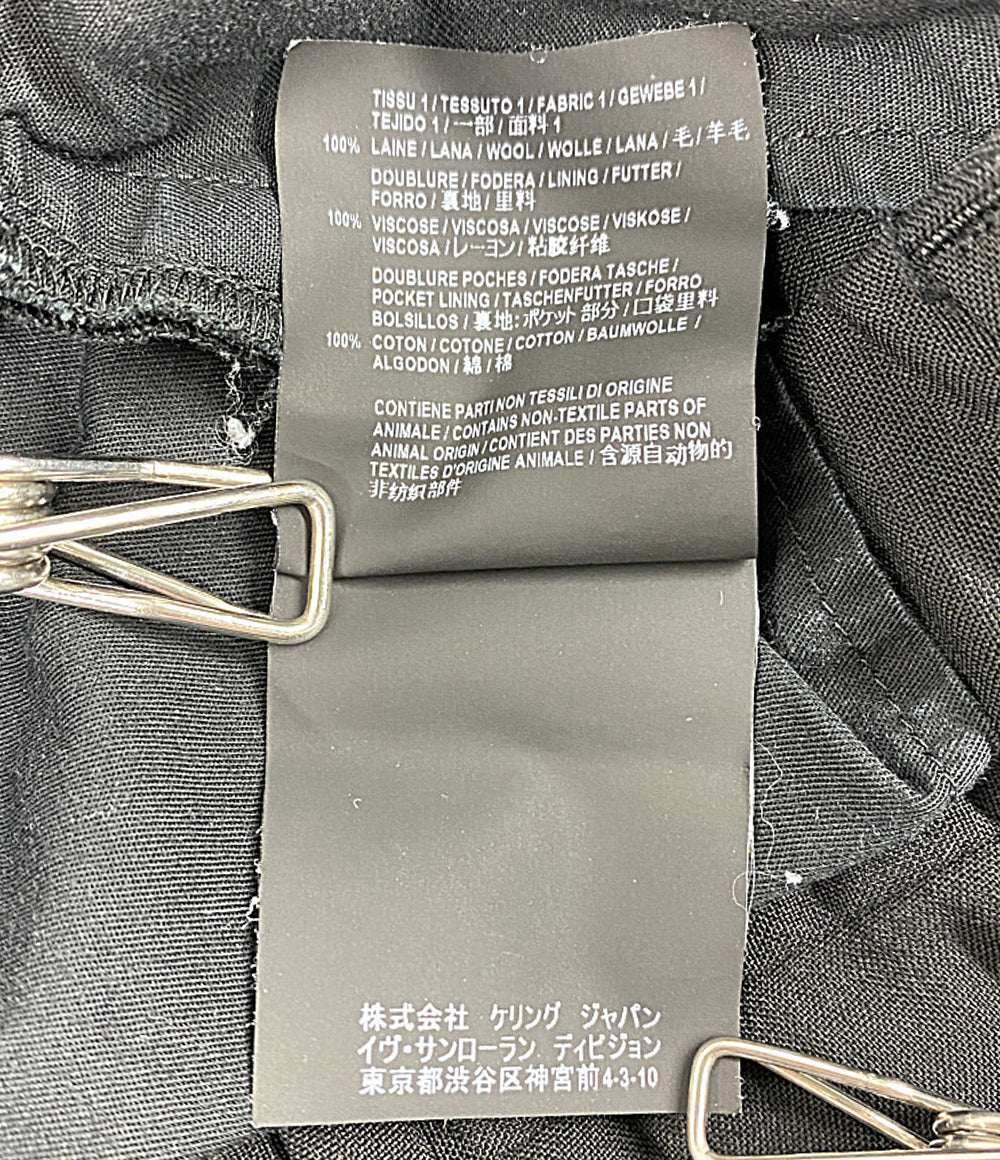 TISSU 1 / TESSUTO 1 / FABRIC 1 / GEWEBE 1 /
TEJIDO 1 / 一部 / 面料 1
100% LAINE / LANA / WOOL / WOLLE / LANA / 毛 / 羊毛
DOUBLURE / FODERA / LINING / FUTTER /
FORRO / 裏地 / 里料
100% VISCOSE / VISCOSA / VISCOSE / VISKOSE /
VISCOSA / レーヨン / 粘胶纤维
DOUBLURE POCHES / FODERA TASCHE /
POCKET LINING / TASCHENFUTTER / FORRO
BOLSILLOS / 裏地:ポケット部分 / 口袋里料
100% COTON / COTONE / COTTON / BAUMWOLLE /
ALGODON / 綿 / 棉
CONTIENE PARTI NON TESSILI DI ORIGINE
ANIMALE / CONTAINS NON-TEXTILE PARTS OF
ANIMAL ORIGIN / CONTIENT DES PARTIES NON
TEXTILES D'ORIGINE ANIMALE / 含源自动物的
非纺织部件
株式会社 ケリング ジャパン
イヴ・サンローラン ディビジョン
東京都渋谷区神宮前4-3-10